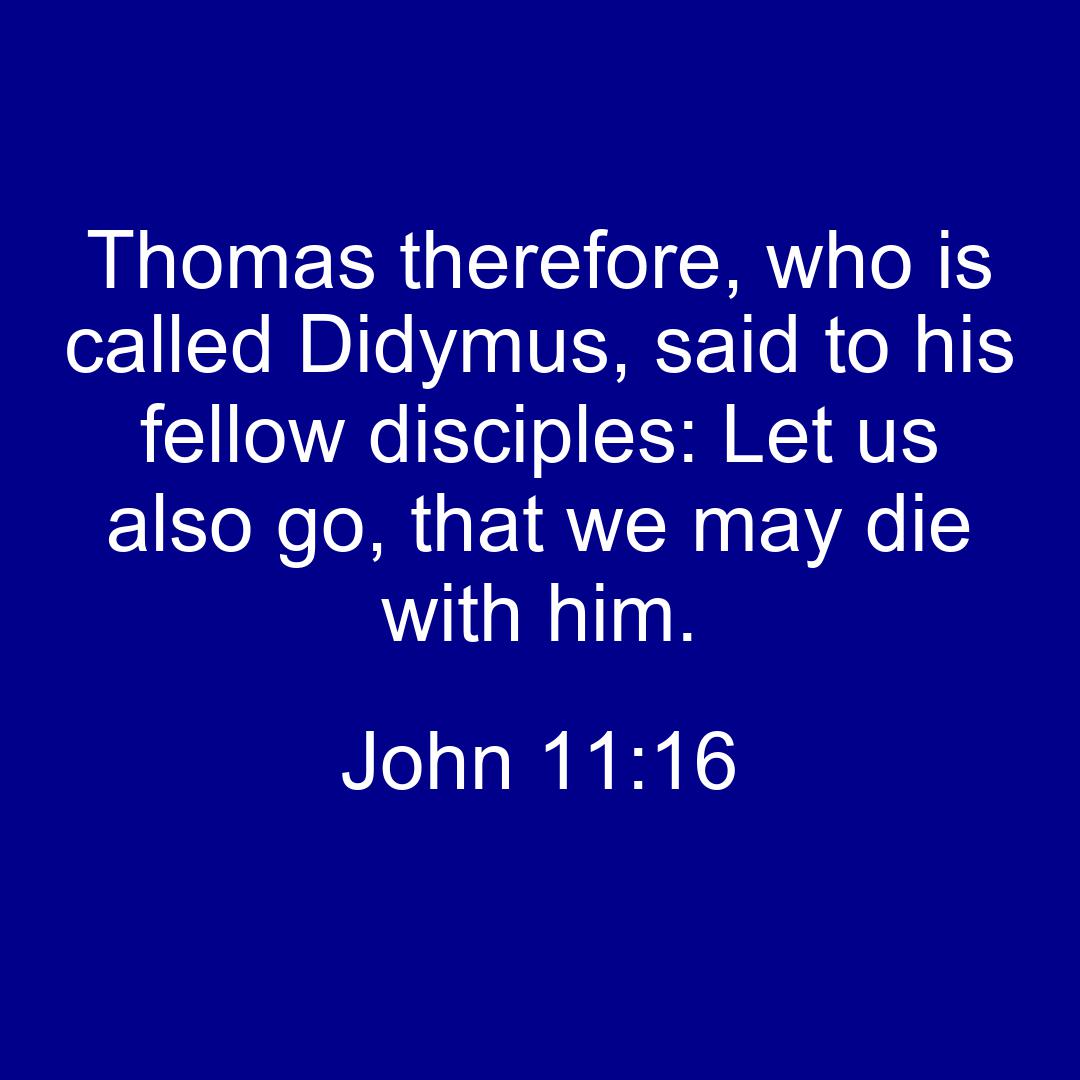 Thomas therefore, who is
called Didymus, said to his
fellow disciples: Let us
also go, that we may die
with him.
John 11:16